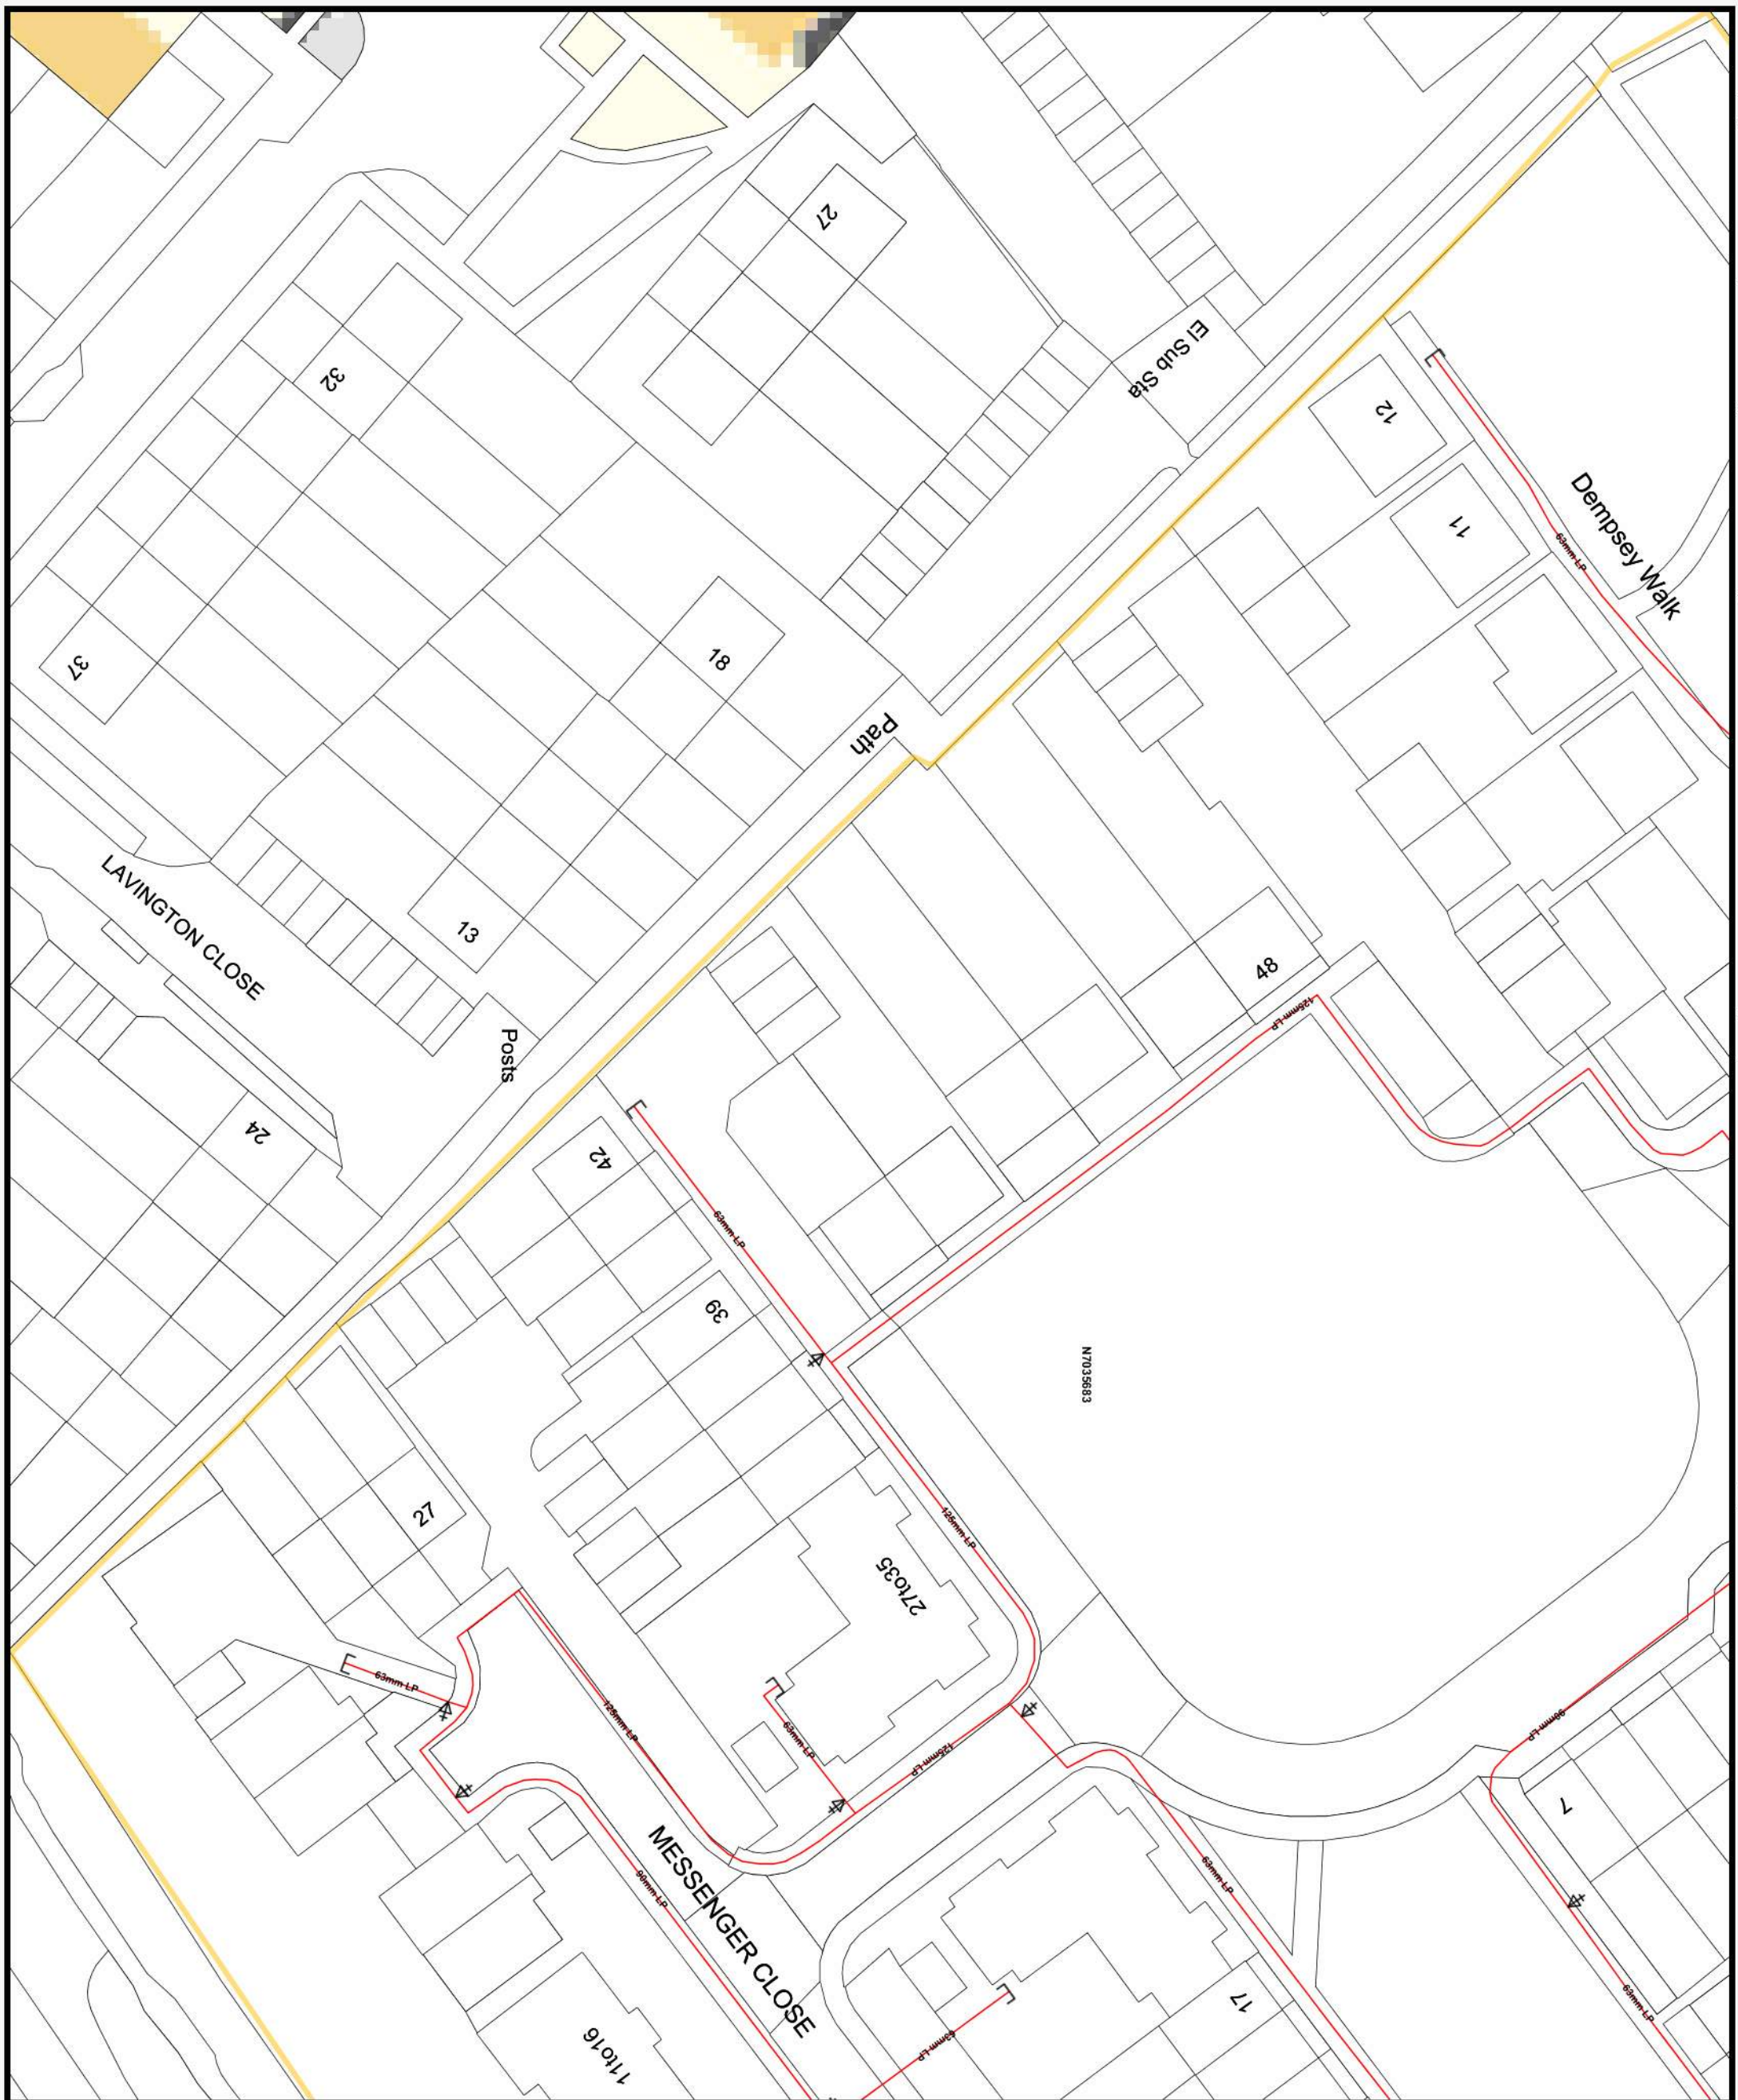 27
El Sub Sta
32
12
11
Dempsey Walk
63mm LP
18
37
Path
LAVINGTON CLOSE
13
48
125mm LP
Posts
24
42
63mm LP
39
N7035683
27
125mm LP
27to35
63mm LP
125mm LP
63mm LP
125mm LP
90mm LP
7
MESSENGER CLOSE
90mm LP
63mm LP
17
63mm LP
63mm LP
11to16